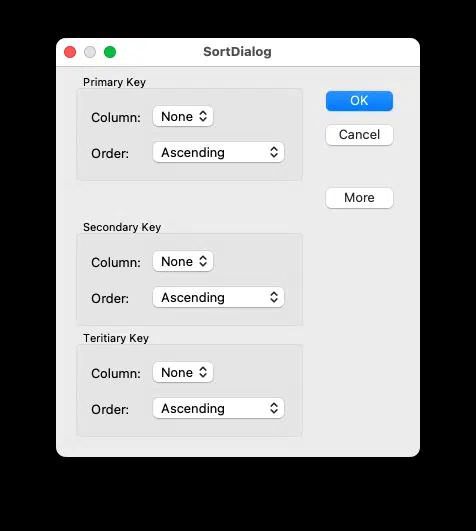 SortDialog
Primary Key
OK
Column: None
Cancel
Order: Ascending
More
Secondary Key
Column: None
Order: Ascending
Teritiary Key
Column: None
Order: Ascending